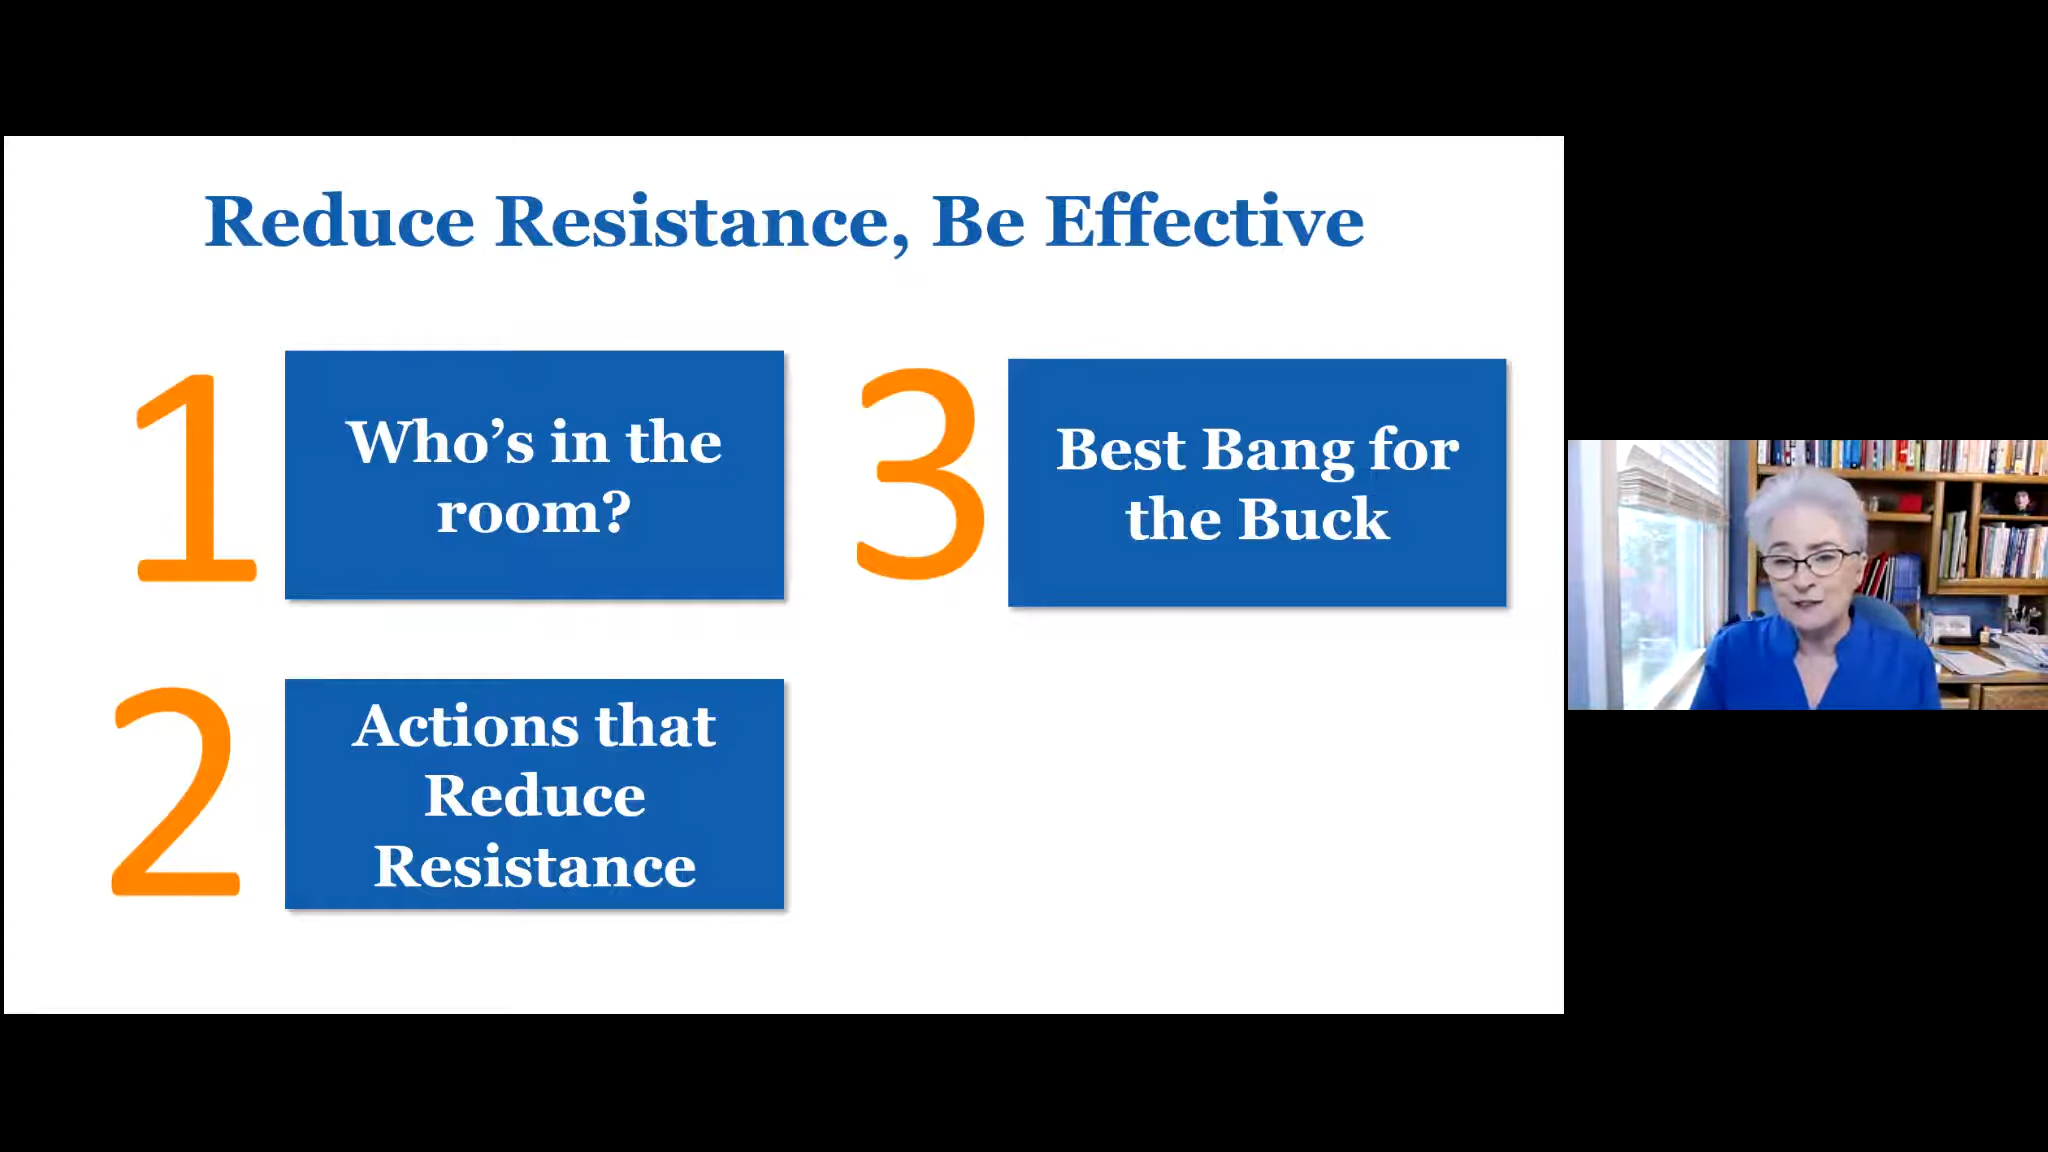 Reduce Resistance, Be Effective
1
Who’s in the
room?
2
Actions that
Reduce
Resistance
3
Best Bang for
the Buck